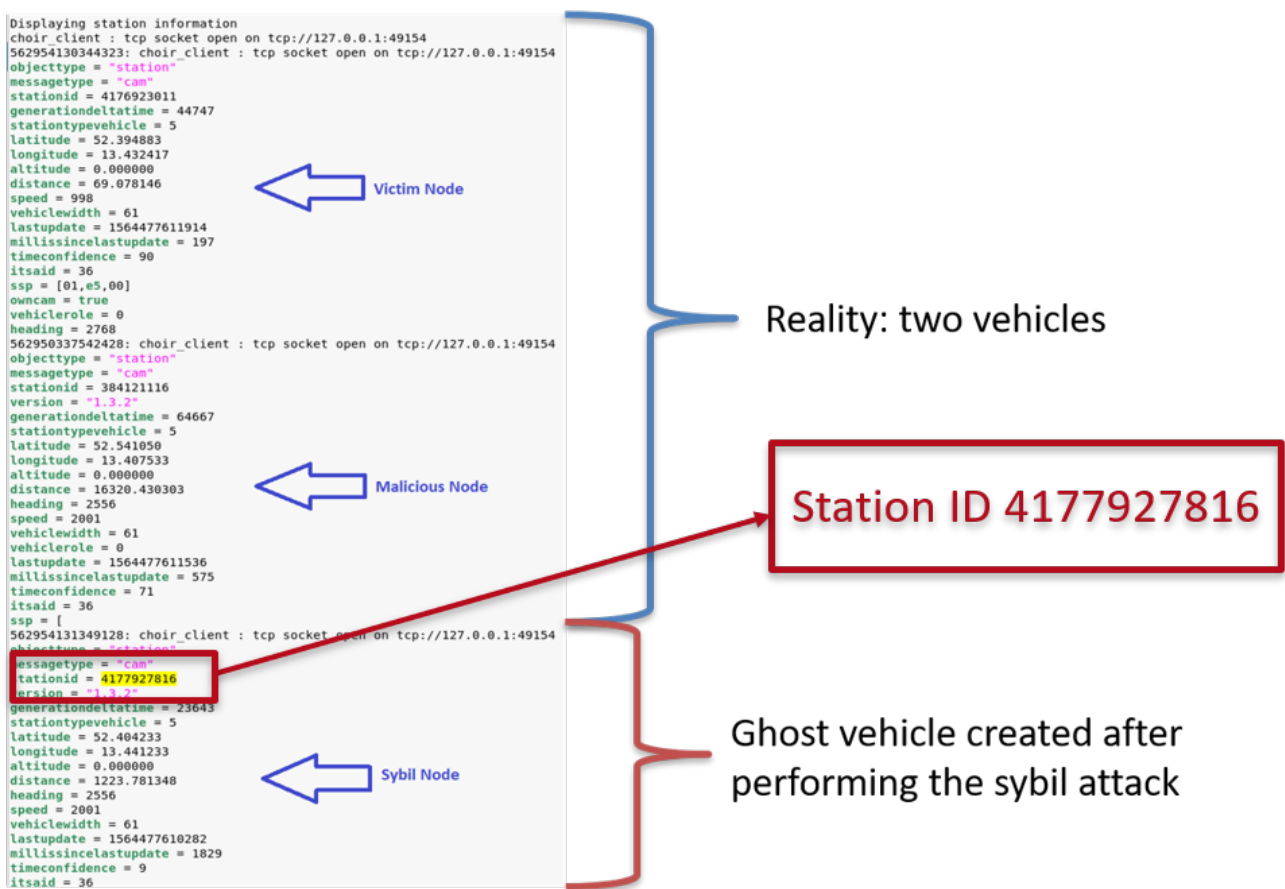 Displaying station information
choir_client : tcp socket open on tcp://127.0.0.1:49154
562954130344323: choir_client : tcp socket open on tcp://127.0.0.1:49154
objecttype = "station"
messagetype = "cam"
stationid = 4176923011
generationdeltatime = 44747
stationtypevehicle = 5
latitude = 52.394883
longitude = 13.432417
altitude = 0.000000
distance = 69.078146
speed = 998
vehiclewidth = 61
lastupdate = 1564477611914
millissincelastupdate = 197
timeconfidence = 90
itsaid = 36
ssp = [01,e5,00]
owncam = true
vehiclerole = 0
heading = 2768
Victim Node
562950337542428: choir_client : tcp socket open on tcp://127.0.0.1:49154
objecttype = "station"
messagetype = "cam"
stationid = 384121116
version = "1.3.2"
generationdeltatime = 64667
stationtypevehicle = 5
latitude = 52.541050
longitude = 13.407533
altitude = 0.000000
distance = 16320.430303
heading = 2556
speed = 2001
vehiclewidth = 61
vehiclerole = 0
lastupdate = 1564477611536
millissincelastupdate = 575
timeconfidence = 71
itsaid = 36
ssp = [
Malicious Node
562954131349128: choir_client : tcp socket open on tcp://127.0.0.1:49154
objecttype = "station"
messagetype = "cam"
stationid = 4177927816
version = "1.3.2"
generationdeltatime = 23643
stationtypevehicle = 5
latitude = 52.404233
longitude = 13.441233
altitude = 0.000000
distance = 1223.781348
heading = 2556
speed = 2001
vehiclewidth = 61
lastupdate = 1564477610282
millissincelastupdate = 1829
timeconfidence = 9
itsaid = 36
Sybil Node
Reality: two vehicles
Station ID 4177927816
Ghost vehicle created after
performing the sybil attack